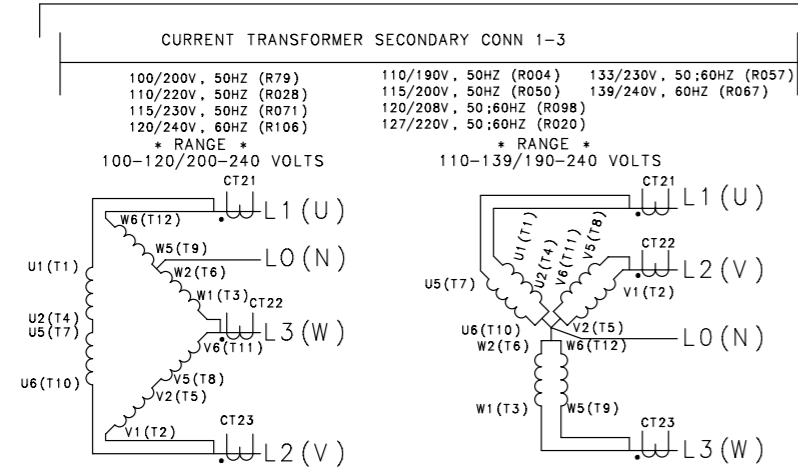 CURRENT TRANSFORMER SECONDARY CONN 1-3
100/200V, 50HZ (R79)
110/220V, 50HZ (R028)
115/230V, 50HZ (R071)
120/240V, 60HZ (R106)
* RANGE *
100-120/200-240 VOLTS
110/190V, 50HZ (R004) 133/230V, 50;60HZ (R057)
115/200V, 50HZ (R050) 139/240V, 60HZ (R067)
120/208V, 50;60HZ (R098)
127/220V, 50;60HZ (R020)
* RANGE *
110-139/190-240 VOLTS
CT21
L1(U)
W6(T12)
W5(T9)
L0(N)
W2(T6)
U1(T1)
W1(T3)
CT22
U2(T4)
U5(T7)
L3(W)
V6(T11)
V5(T8)
U6(T10)
V2(T5)
CT23
V1(T2)
L2(V)
CT21
L1(U)
U1(T1)
U2(T4)
V6(T11)
V5(T8)
CT22
L2(V)
U5(T7)
V1(T2)
U6(T10)
V2(T5)
L0(N)
W2(T6)
W6(T12)
W1(T3)
W5(T9)
CT23
L3(W)